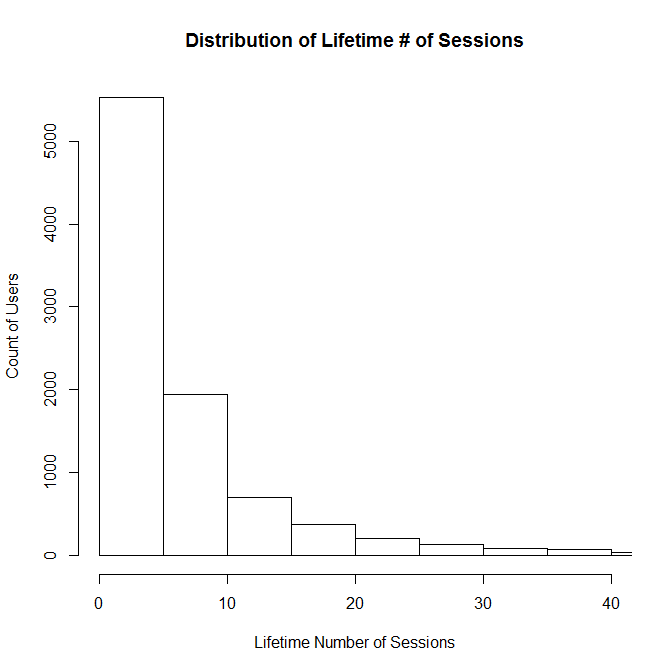 Distribution of Lifetime # of Sessions
Count of Users
5000
4000
3000
2000
1000
0
0 10 20 30 40
Lifetime Number of Sessions